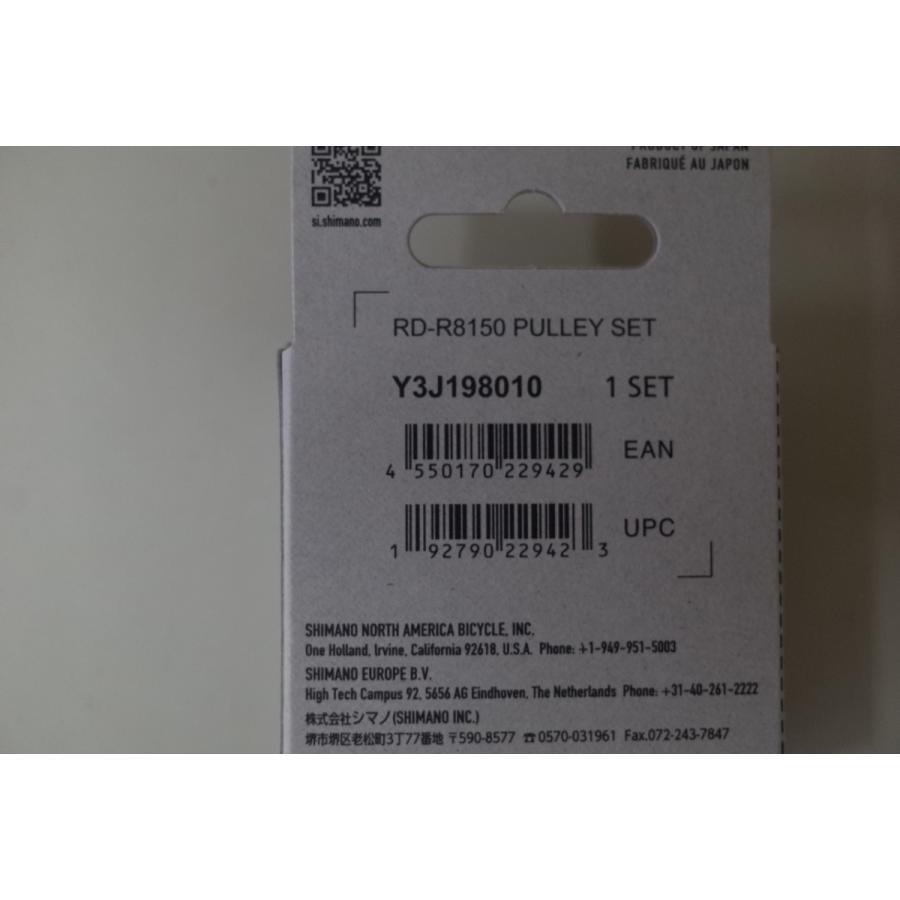 PRODUCT OF JAPAN
FABRIQUÉ AU JAPON
si.shimano.com
RD-R8150 PULLEY SET
Y3J198010 1 SET
4 550170 229429 EAN
1 92790 22942 3 UPC
SHIMANO NORTH AMERICA BICYCLE, INC.
One Holland, Irvine, California 92618, U.S.A. Phone: +1-949-951-5003
SHIMANO EUROPE B.V.
High Tech Campus 92, 5656 AG Eindhoven, The Netherlands Phone: +31-40-261-2222
株式会社シマノ(SHIMANO INC.)
堺市堺区老松町3丁77番地 〒590-8577 ☎0570-031961 Fax.072-243-7847